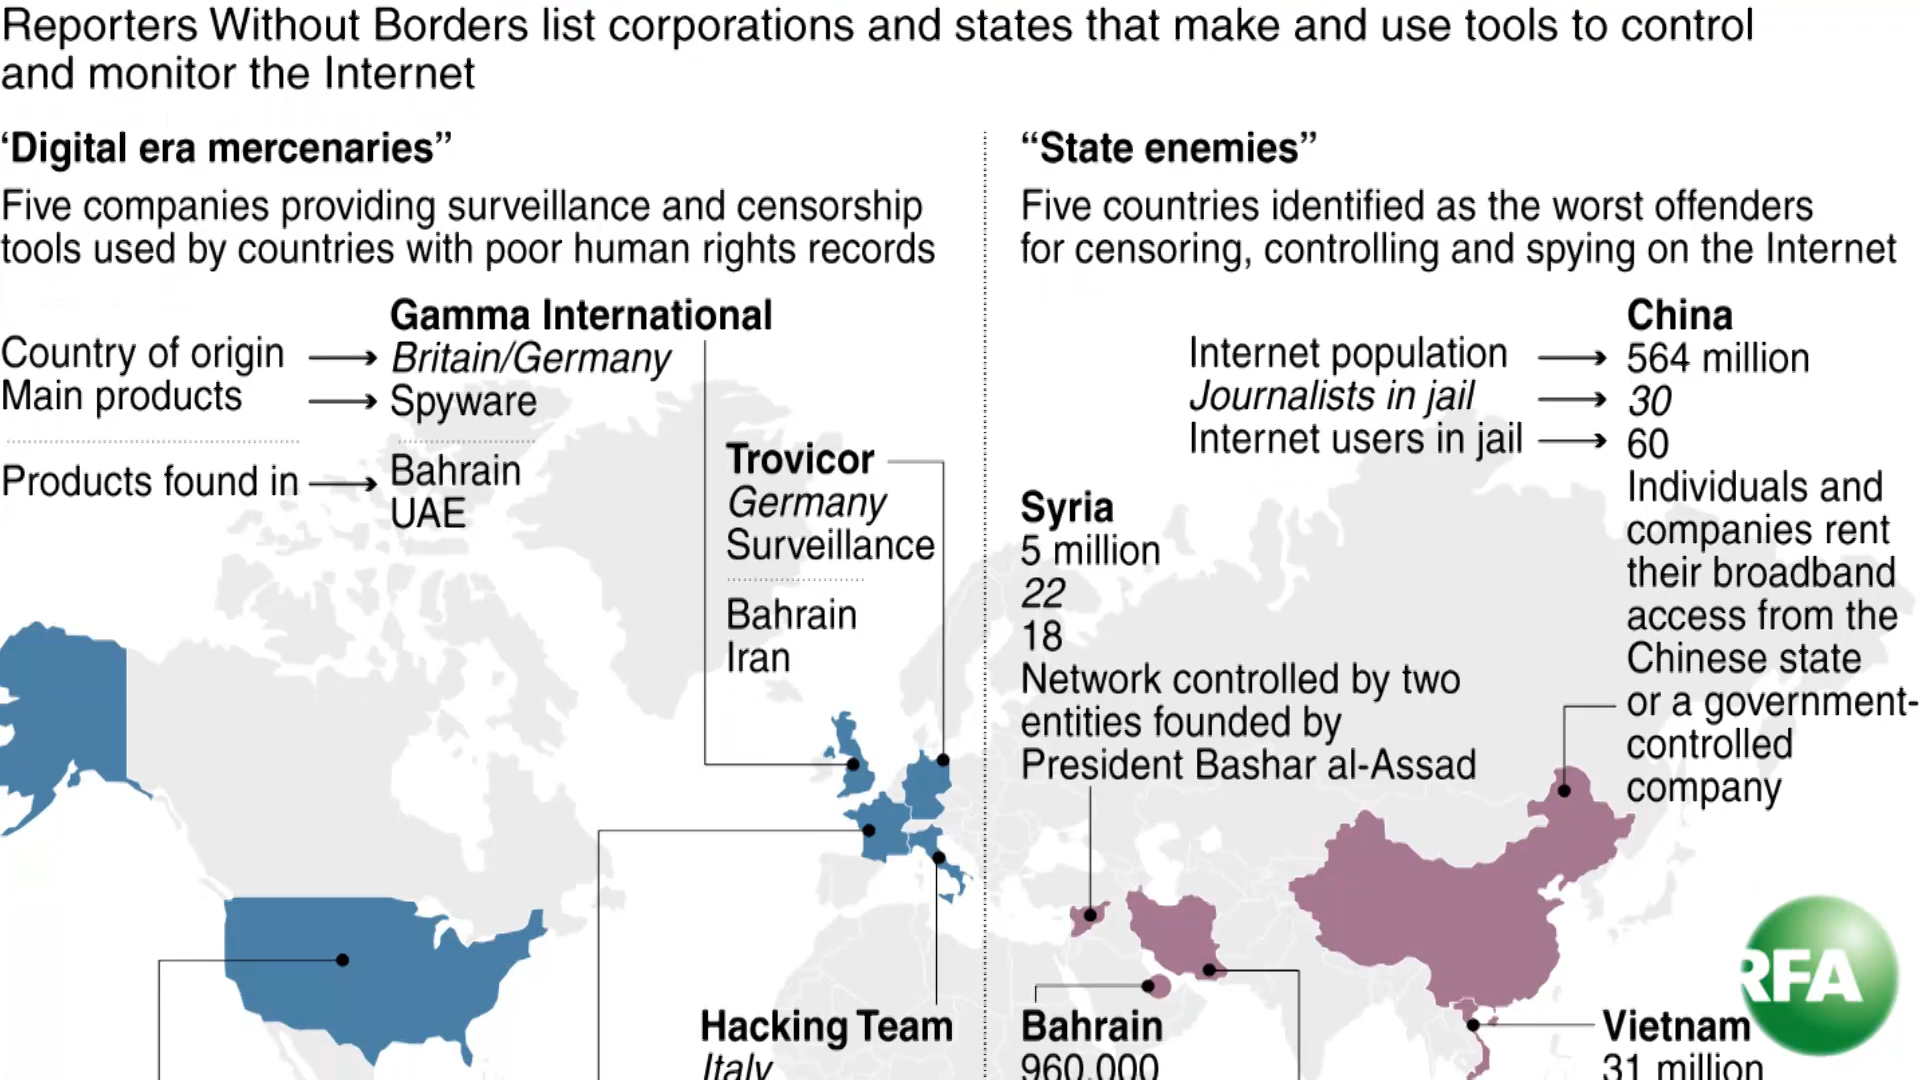 Reporters Without Borders list corporations and states that make and use tools to control
and monitor the Internet
‘Digital era mercenaries”
Five companies providing surveillance and censorship
tools used by countries with poor human rights records
Gamma International
Country of origin → Britain/Germany
Main products → Spyware
Products found in → Bahrain
UAE
Trovicor
Germany
Surveillance
Bahrain
Iran
Hacking Team
Italy
“State enemies”
Five countries identified as the worst offenders
for censoring, controlling and spying on the Internet
China
Internet population → 564 million
Journalists in jail → 30
Internet users in jail → 60
Individuals and
companies rent
their broadband
access from the
Chinese state
or a government-
controlled
company
Syria
5 million
22
18
Network controlled by two
entities founded by
President Bashar al-Assad
Bahrain
960,000
Vietnam
31 million
RFA